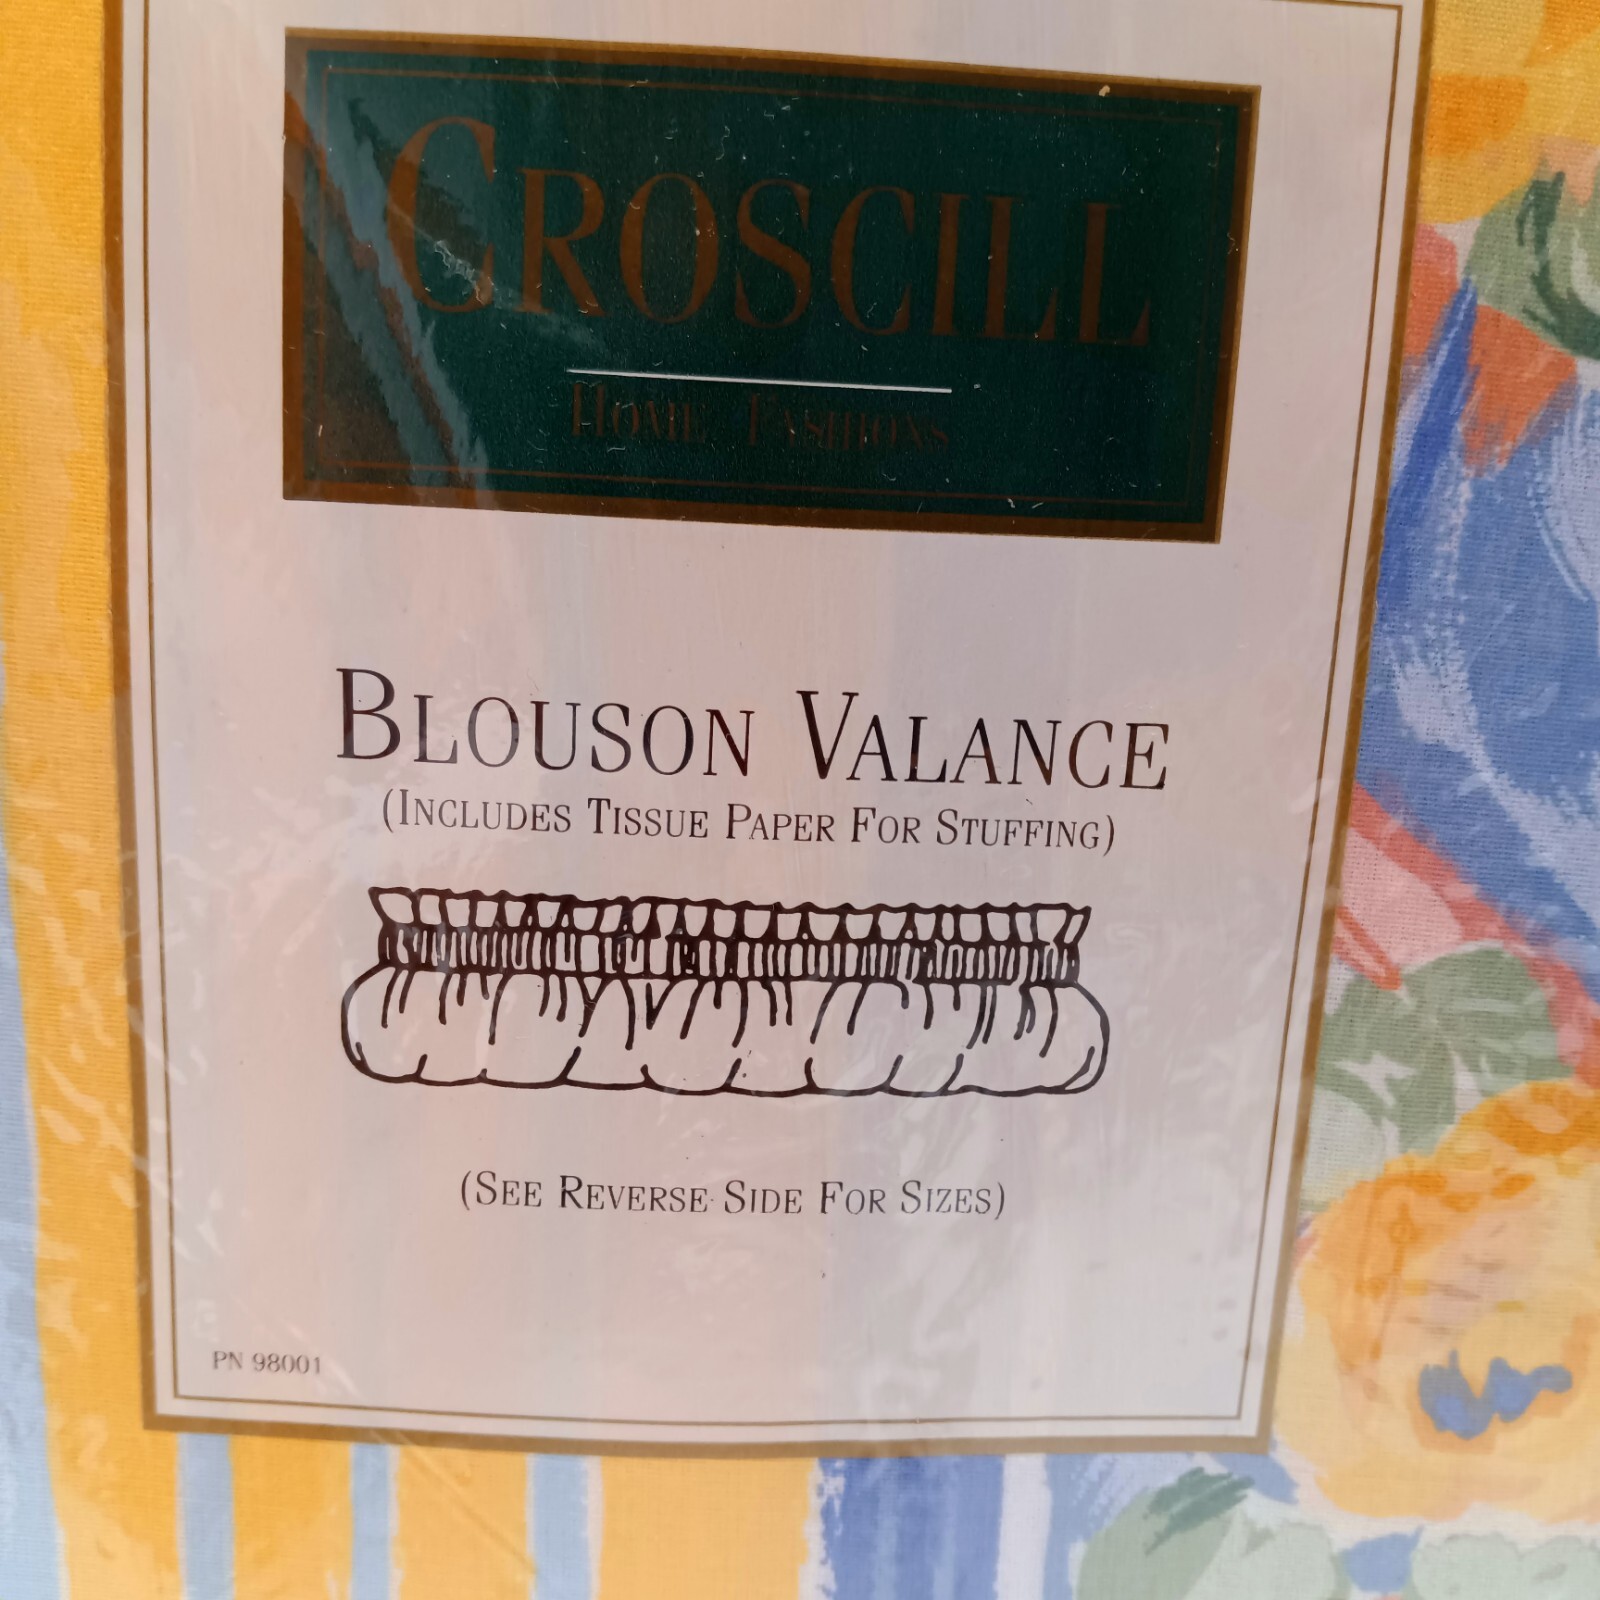 CROSCILL
HOME FASHIONS
BLOUSON VALANCE
(INCLUDES TISSUE PAPER FOR STUFFING)
(SEE REVERSE SIDE FOR SIZES)
PN 98001